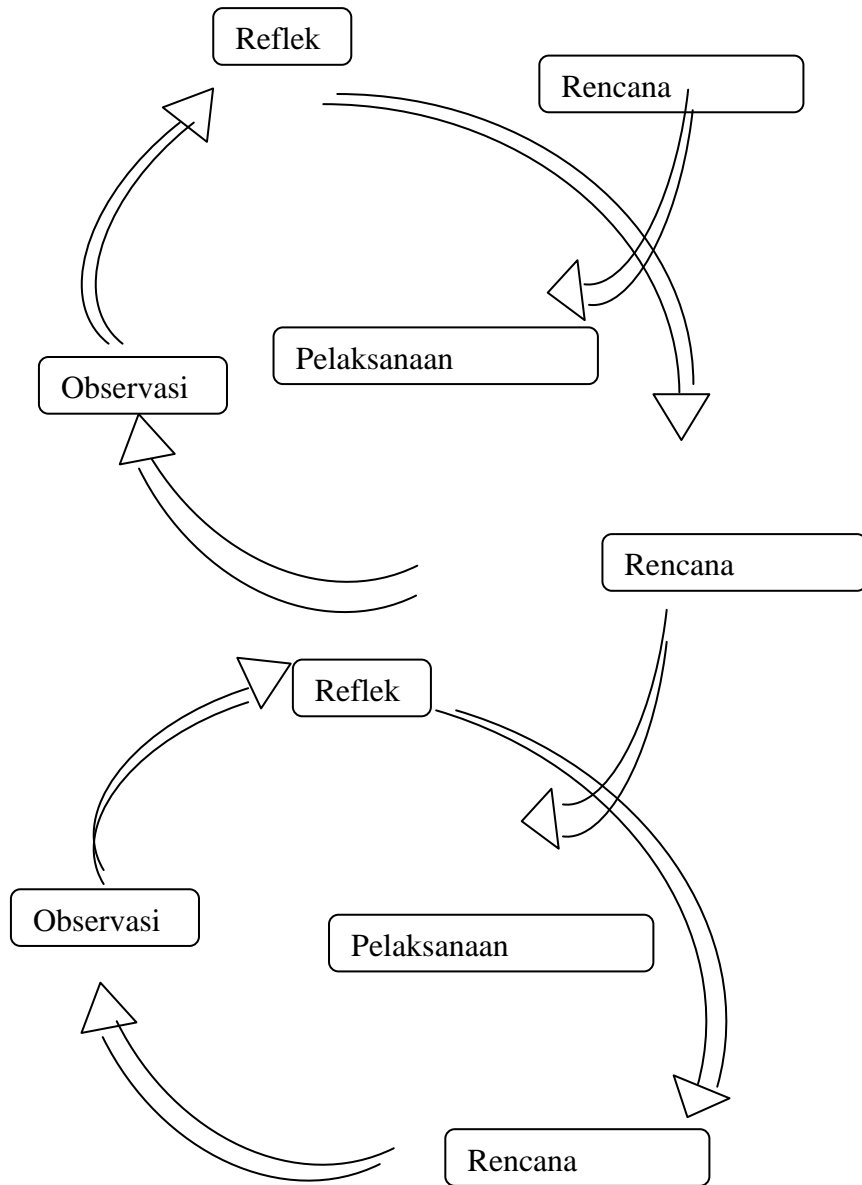 Reflek
Rencana
Pelaksanaan
Observasi
Rencana
Reflek
Observasi
Pelaksanaan
Rencana